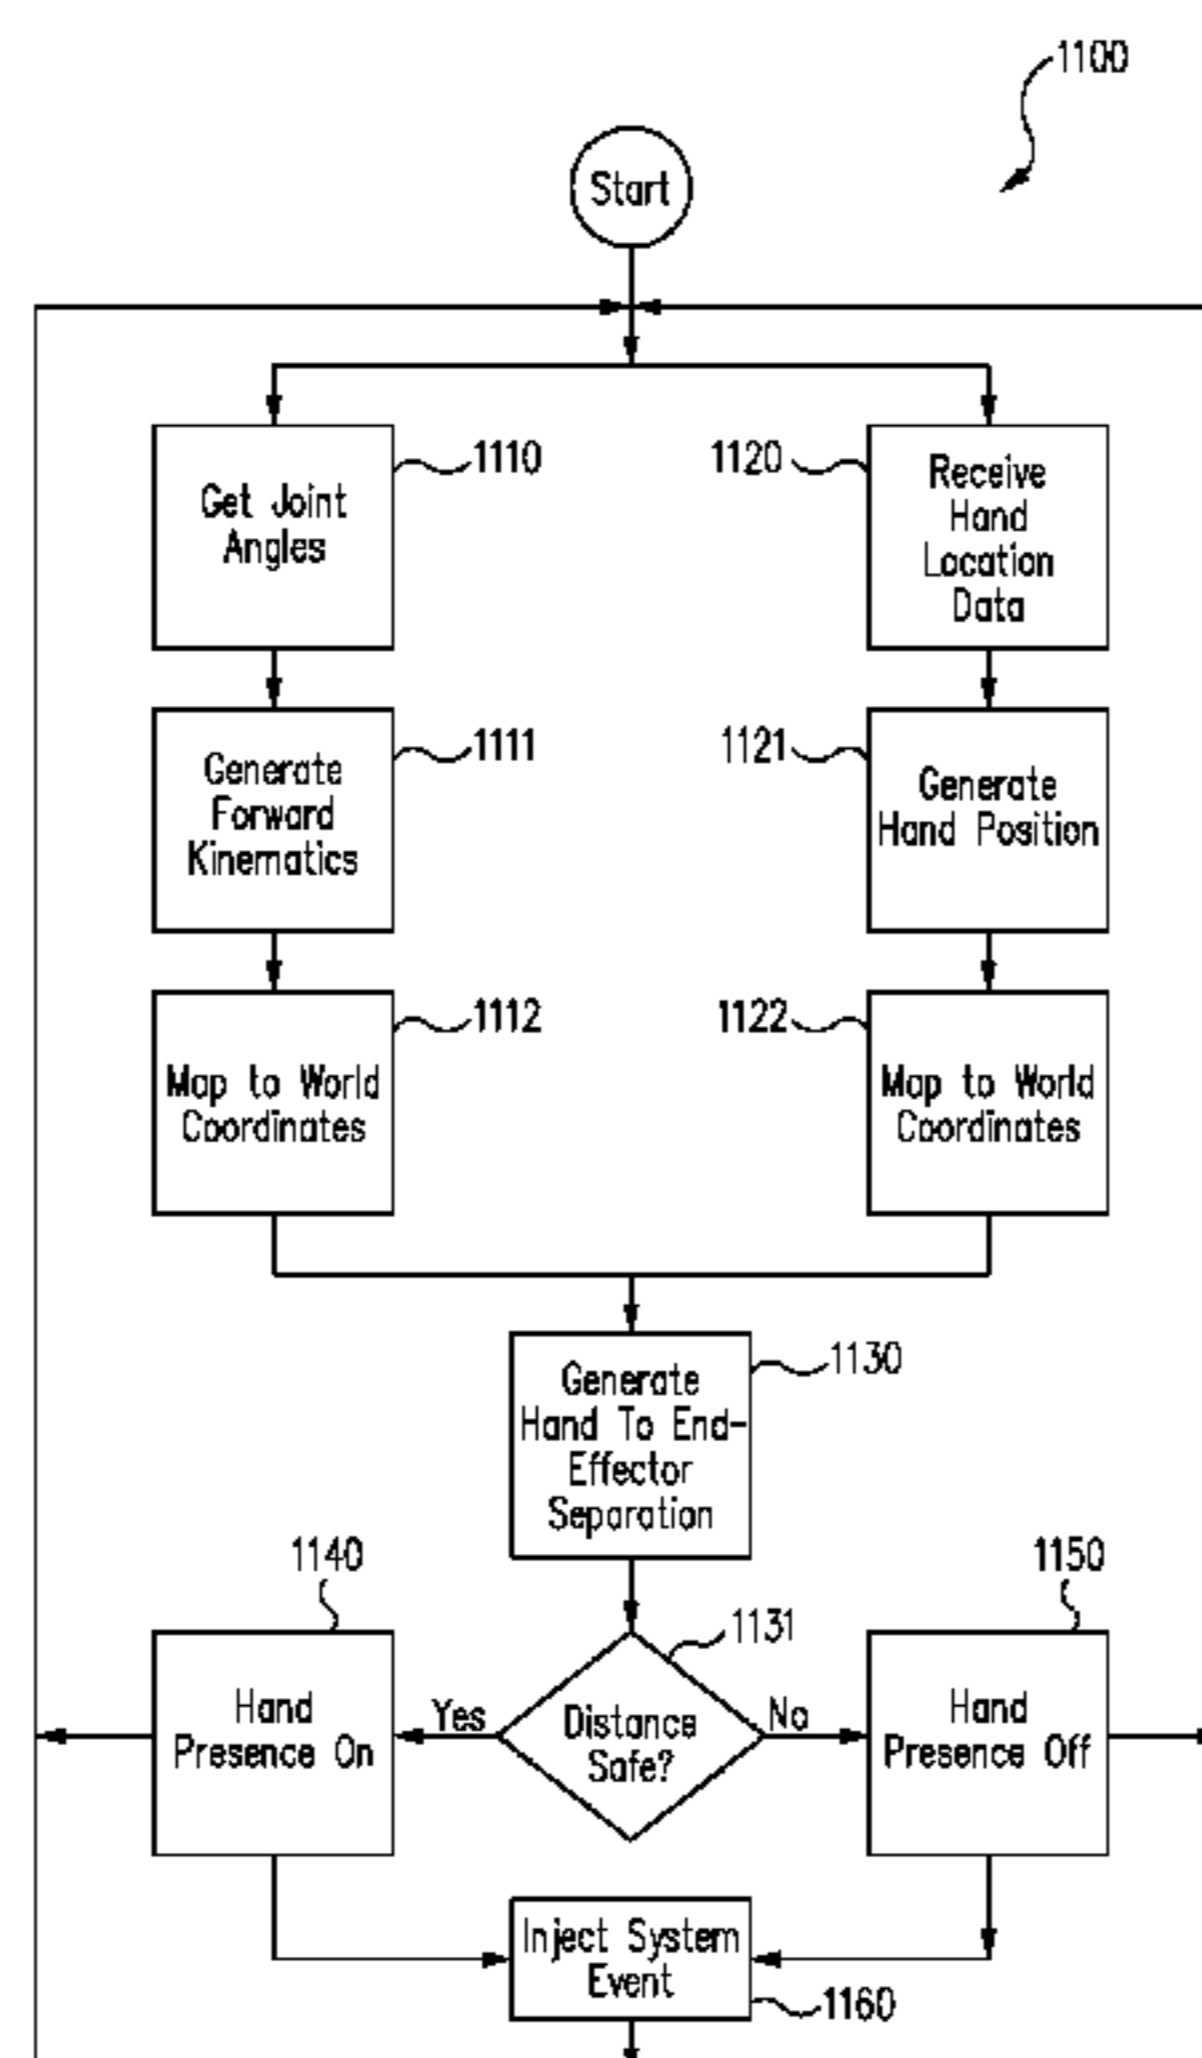 1100
Start
Get Joint
Angles
1110
1120
Receive
Hand
Location
Data
Generate
Forward
Kinematics
1111
1121
Generate
Hand Position
Map to World
Coordinates
1112
1122
Map to World
Coordinates
Generate
Hand To End-
Effector
Separation
1130
1140
Hand
Presence On
Yes
Distance
Safe?
1131
No
1150
Hand
Presence Off
Inject System
Event
1160